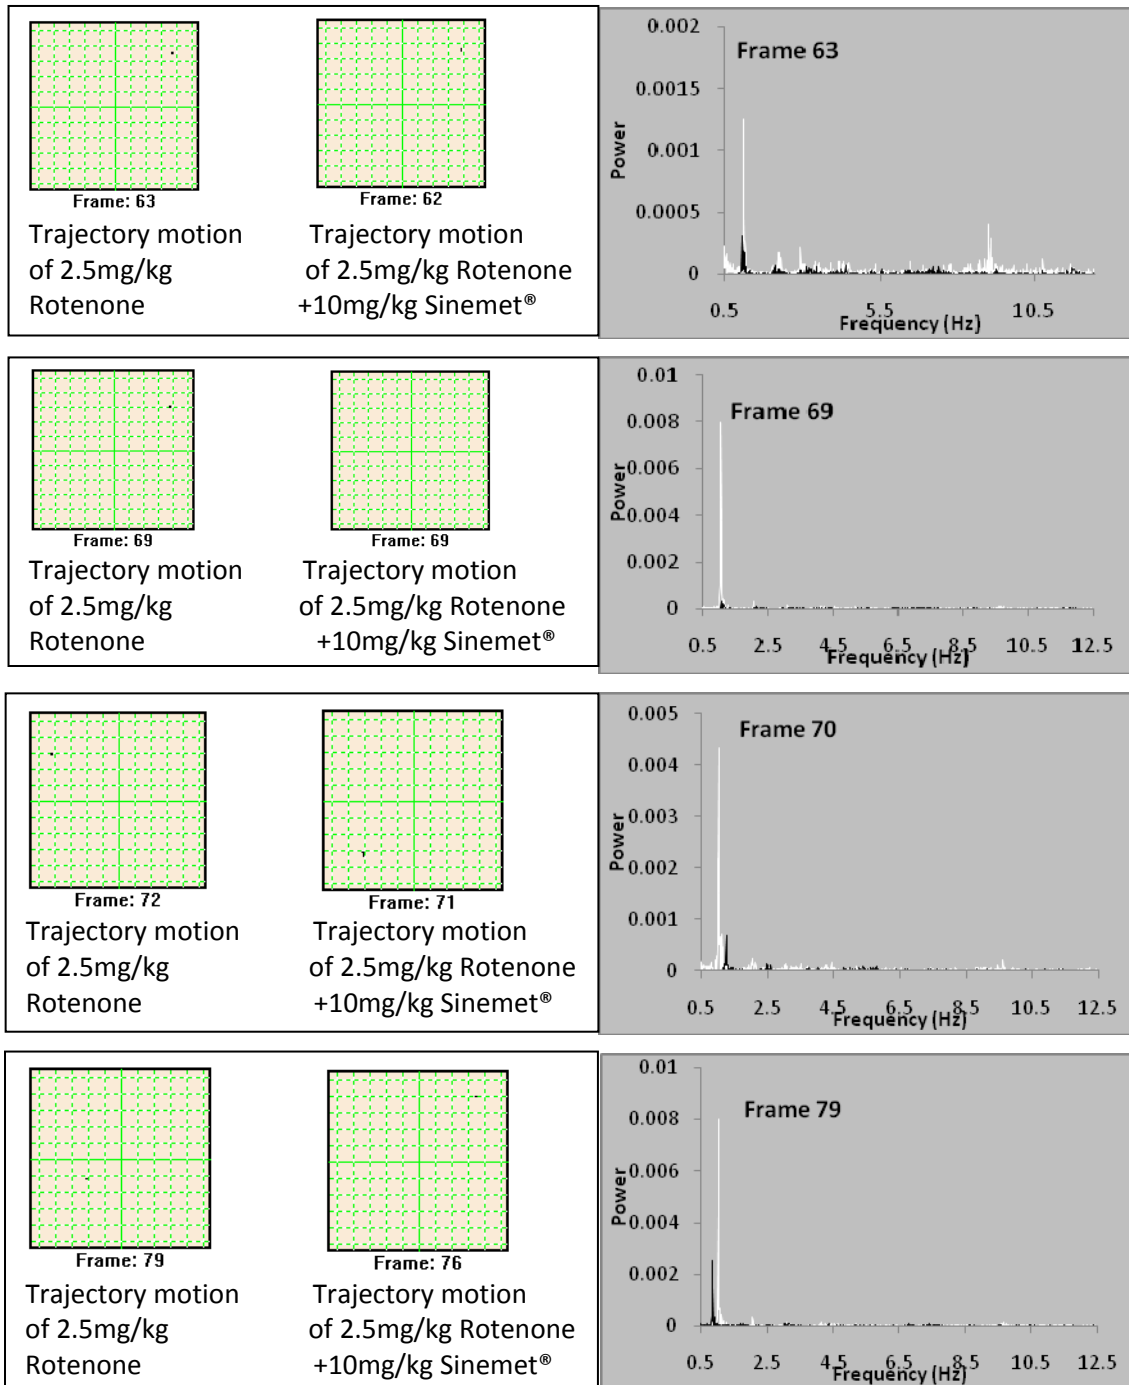 Frame: 63
Trajectory motion
of 2.5mg/kg
Rotenone
Frame: 62
Trajectory motion
of 2.5mg/kg Rotenone
+10mg/kg Sinemet®
0.002
0.0015
0.001
0.0005
0
Power
Frame 63
0.5 5.5 10.5
Frequency (Hz)
Frame: 69
Trajectory motion
of 2.5mg/kg
Rotenone
Frame: 69
Trajectory motion
of 2.5mg/kg Rotenone
+10mg/kg Sinemet®
0.01
0.008
0.006
0.004
0.002
0
Power
Frame 69
0.5 2.5 4.5 6.5 8.5 10.5 12.5
Frequency (Hz)
Frame: 72
Trajectory motion
of 2.5mg/kg
Rotenone
Frame: 71
Trajectory motion
of 2.5mg/kg Rotenone
+10mg/kg Sinemet®
0.005
0.004
0.003
0.002
0.001
0
Power
Frame 70
0.5 2.5 4.5 6.5 8.5 10.5 12.5
Frequency (Hz)
Frame: 79
Trajectory motion
of 2.5mg/kg
Rotenone
Frame: 76
Trajectory motion
of 2.5mg/kg Rotenone
+10mg/kg Sinemet®
0.01
0.008
0.006
0.004
0.002
0
Power
Frame 79
0.5 2.5 4.5 6.5 8.5 10.5 12.5
Frequency (Hz)